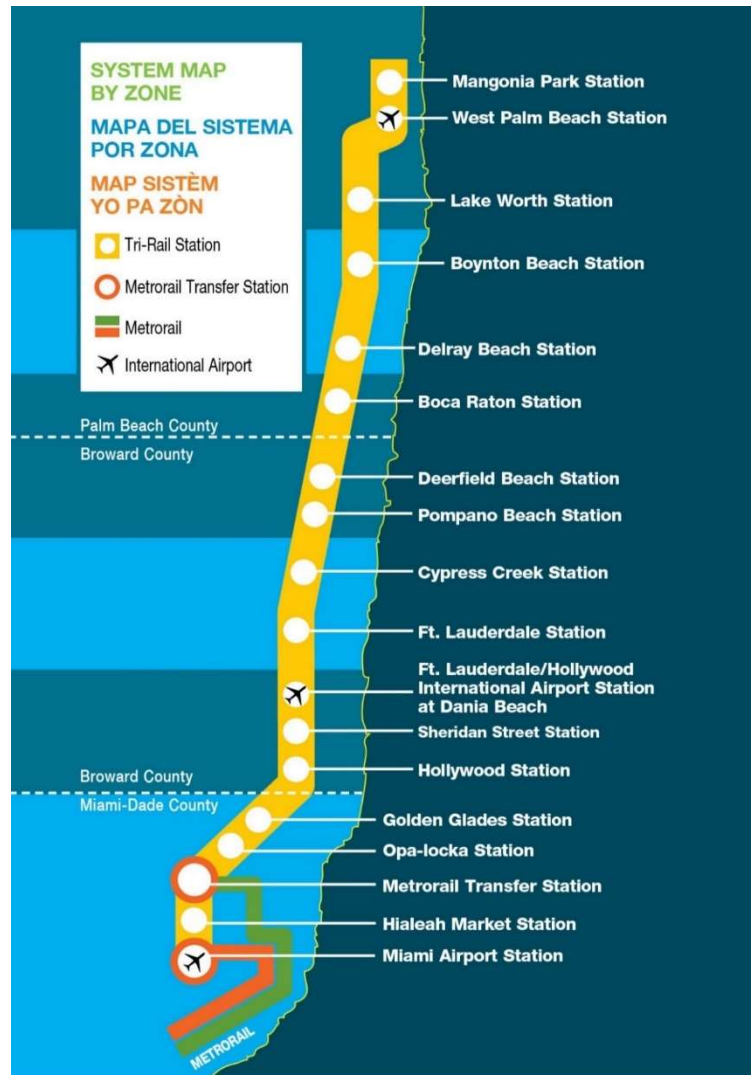 SYSTEM MAP
BY ZONE
MAPA DEL SISTEMA
POR ZONA
MAP SISTÈM
YO PA ZÒN
Tri-Rail Station
Metrorail Transfer Station
Metrorail
International Airport
Mangonia Park Station
West Palm Beach Station
Lake Worth Station
Boynton Beach Station
Delray Beach Station
Boca Raton Station
Palm Beach County
Broward County
Deerfield Beach Station
Pompano Beach Station
Cypress Creek Station
Ft. Lauderdale Station
Ft. Lauderdale/Hollywood
International Airport Station
at Dania Beach
Sheridan Street Station
Hollywood Station
Broward County
Miami-Dade County
Golden Glades Station
Opa-locka Station
Metrorail Transfer Station
Hialeah Market Station
Miami Airport Station
METRORAIL